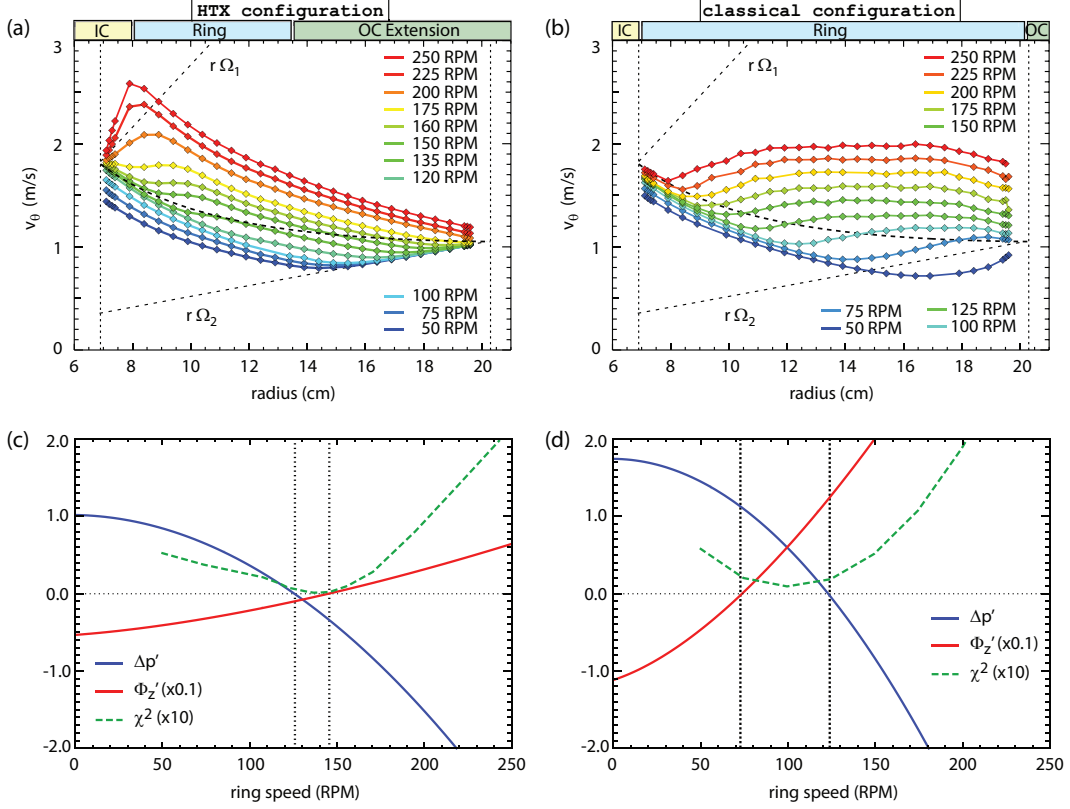 HTX configuration
classical configuration
(a)
IC
Ring
OC Extension
(b)
IC
Ring
OC
3
2
1
0
v_θ (m/s)
r Ω₁
r Ω₂
250 RPM
225 RPM
200 RPM
175 RPM
160 RPM
150 RPM
135 RPM
120 RPM
100 RPM
75 RPM
50 RPM
6 8 10 12 14 16 18 20
radius (cm)
3
2
1
0
v_θ (m/s)
r Ω₁
r Ω₂
250 RPM
225 RPM
200 RPM
175 RPM
150 RPM
75 RPM
50 RPM
125 RPM
100 RPM
6 8 10 12 14 16 18 20
radius (cm)
(c)
2.0
1.0
0.0
-1.0
-2.0
Δp'
Φ_z' (x0.1)
χ² (x10)
0 50 100 150 200 250
ring speed (RPM)
(d)
2.0
1.0
0.0
-1.0
-2.0
Δp'
Φ_z' (x0.1)
χ² (x10)
0 50 100 150 200 250
ring speed (RPM)